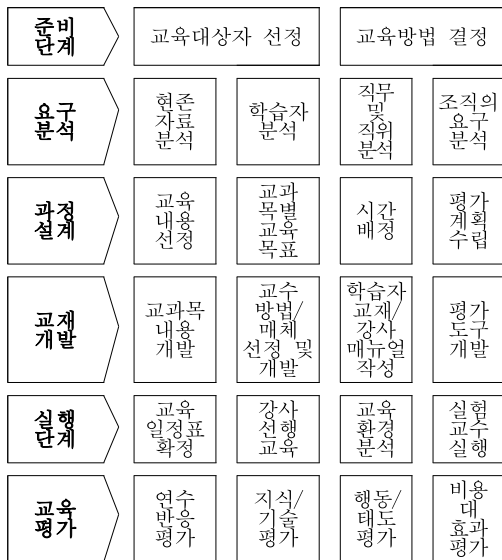 준비
단계
교육대상자 선정
교육방법 결정
요구
분석
현존
자료
분석
학습자
분석
직무
및
직위
분석
조직의
요구
분석
과정
설계
교육
내용
선정
교과
목별
교육
목표
시간
배정
평가
계획
수립
교재
개발
교과목
내용
개발
교수
방법/
매체
선정 및
개발
학습자
교재/
강사
매뉴얼
작성
평가
도구
개발
실행
단계
교육
일정표
확정
강사
선행
교육
교육
환경
분석
실험
교수
실행
교육
평가
연수
반응
평가
지식/
기술
평가
행동/
태도
평가
비용
대
효과
평가